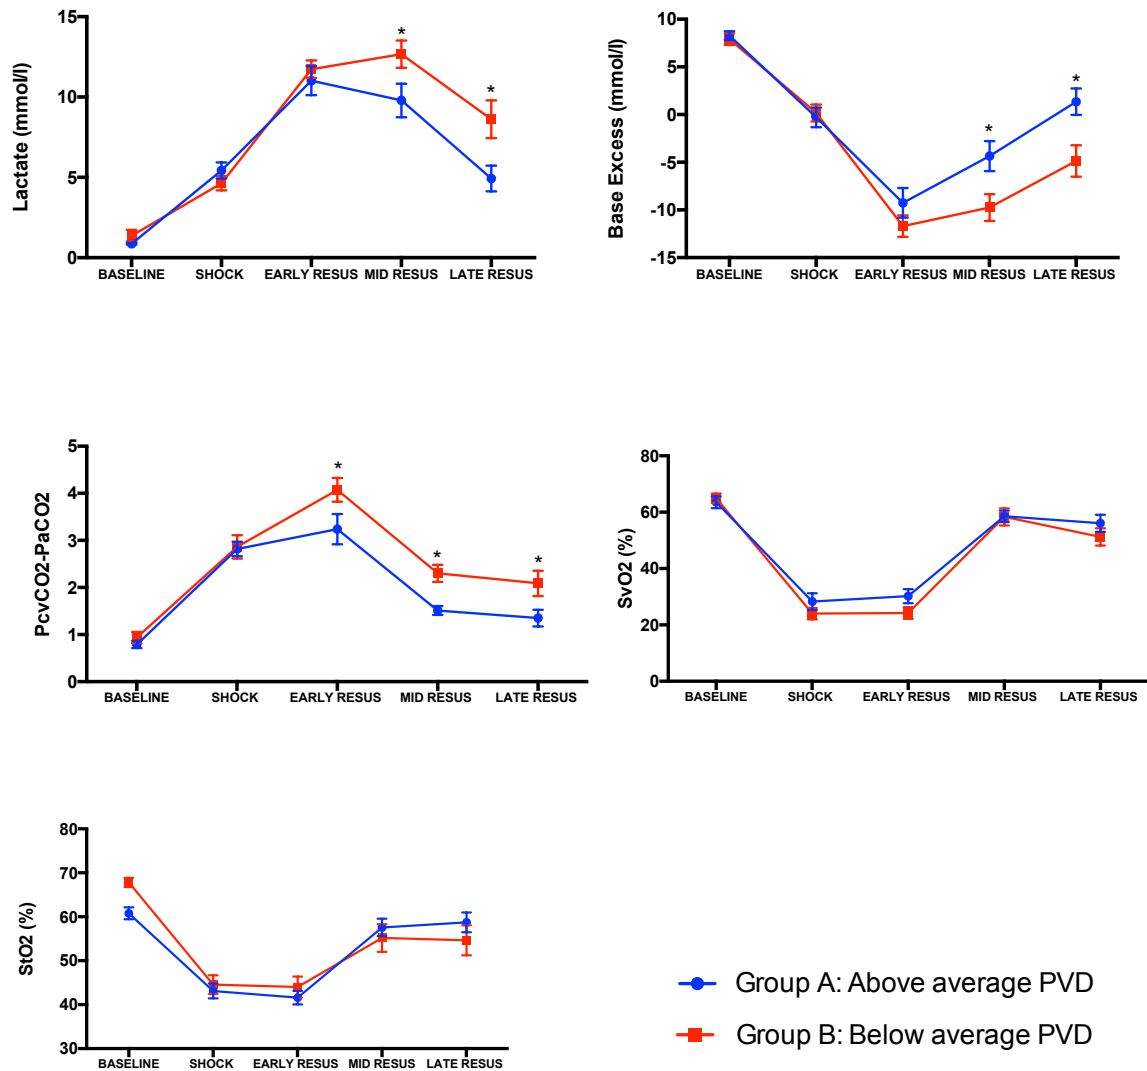 Lactate (mmol/l)
15
10
5
0
*
*
BASELINE SHOCK EARLY RESUS MID RESUS LATE RESUS
Base Excess (mmol/l)
10
5
0
-5
-10
-15
*
*
BASELINE SHOCK EARLY RESUS MID RESUS LATE RESUS
PcvCO2-PaCO2
5
4
3
2
1
0
*
*
*
BASELINE SHOCK EARLY RESUS MID RESUS LATE RESUS
SvO2 (%)
80
60
40
20
0
BASELINE SHOCK EARLY RESUS MID RESUS LATE RESUS
StO2 (%)
80
70
60
50
40
30
BASELINE SHOCK EARLY RESUS MID RESUS LATE RESUS
Group A: Above average PVD
Group B: Below average PVD